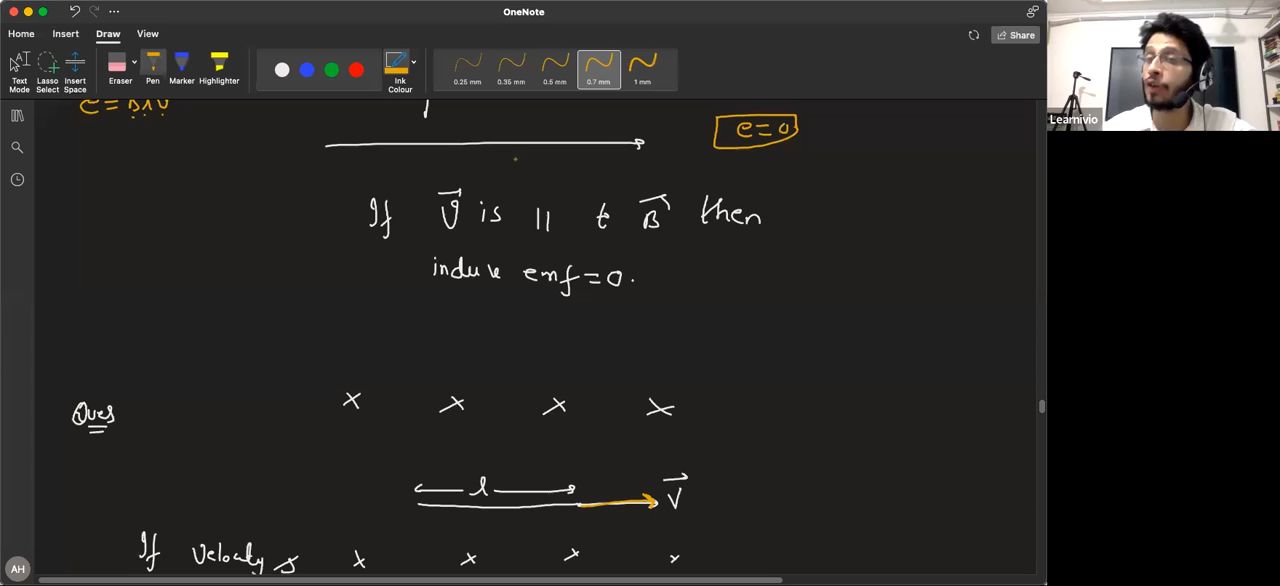 OneNote
Home Insert Draw View
Share
Text Mode
Lasso Select
Insert Space
Eraser
Pen
Marker
Highlighter
Ink Colour
0.25 mm
0.35 mm
0.5 mm
0.7 mm
1 mm
Learnivio
e = Blv
e=0
If V is || t B then
induce emf = 0.
Ques
x x x x
l
V
If Velocity is x x x x
AH